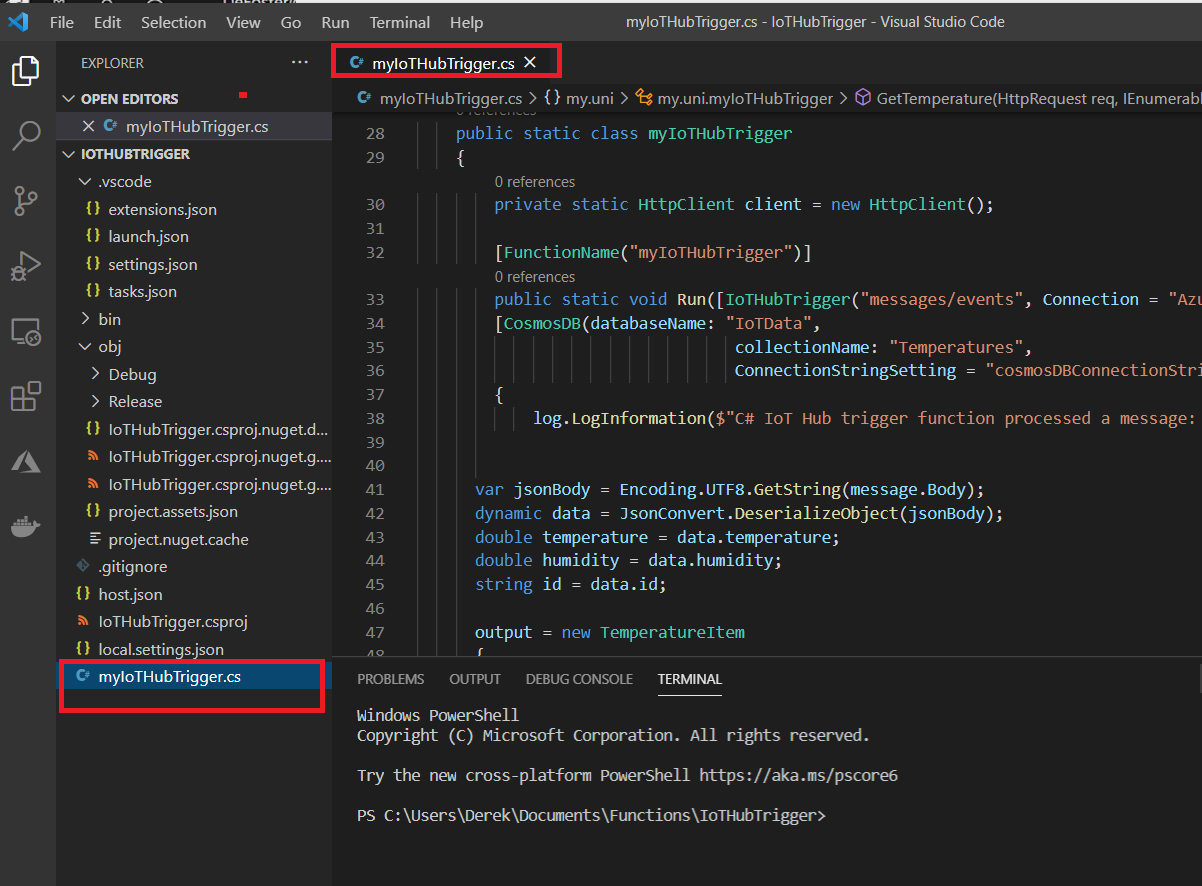 File Edit Selection View Go Run Terminal Help myIoTHubTrigger.cs - IoTHubTrigger - Visual Studio Code
EXPLORER ···
OPEN EDITORS
myIoTHubTrigger.cs
IOTHUBTRIGGER
.vscode
{} extensions.json
{} launch.json
{} settings.json
{} tasks.json
bin
obj
Debug
Release
{} IoTHubTrigger.csproj.nuget.d...
IoTHubTrigger.csproj.nuget.g....
IoTHubTrigger.csproj.nuget.g....
{} project.assets.json
project.nuget.cache
.gitignore
{} host.json
IoTHubTrigger.csproj
{} local.settings.json
C# myIoTHubTrigger.cs
C# myIoTHubTrigger.cs
C# myIoTHubTrigger.cs > {} my.uni > my.uni.myIoTHubTrigger > GetTemperature(HttpRequest req, IEnumerabl
0 references
28 public static class myIoTHubTrigger
29 {
0 references
30 private static HttpClient client = new HttpClient();
31
32 [FunctionName("myIoTHubTrigger")]
0 references
33 public static void Run([IoTHubTrigger("messages/events", Connection = "Azu
34 [CosmosDB(databaseName: "IoTData",
35 collectionName: "Temperatures",
36 ConnectionStringSetting = "cosmosDBConnectionStri
37 {
38 log.LogInformation($"C# IoT Hub trigger function processed a message:
39
40
41 var jsonBody = Encoding.UTF8.GetString(message.Body);
42 dynamic data = JsonConvert.DeserializeObject(jsonBody);
43 double temperature = data.temperature;
44 double humidity = data.humidity;
45 string id = data.id;
46
47 output = new TemperatureItem
48 {
PROBLEMS OUTPUT DEBUG CONSOLE TERMINAL
Windows PowerShell
Copyright (C) Microsoft Corporation. All rights reserved.
Try the new cross-platform PowerShell https://aka.ms/pscore6
PS C:\Users\Derek\Documents\Functions\IoTHubTrigger>